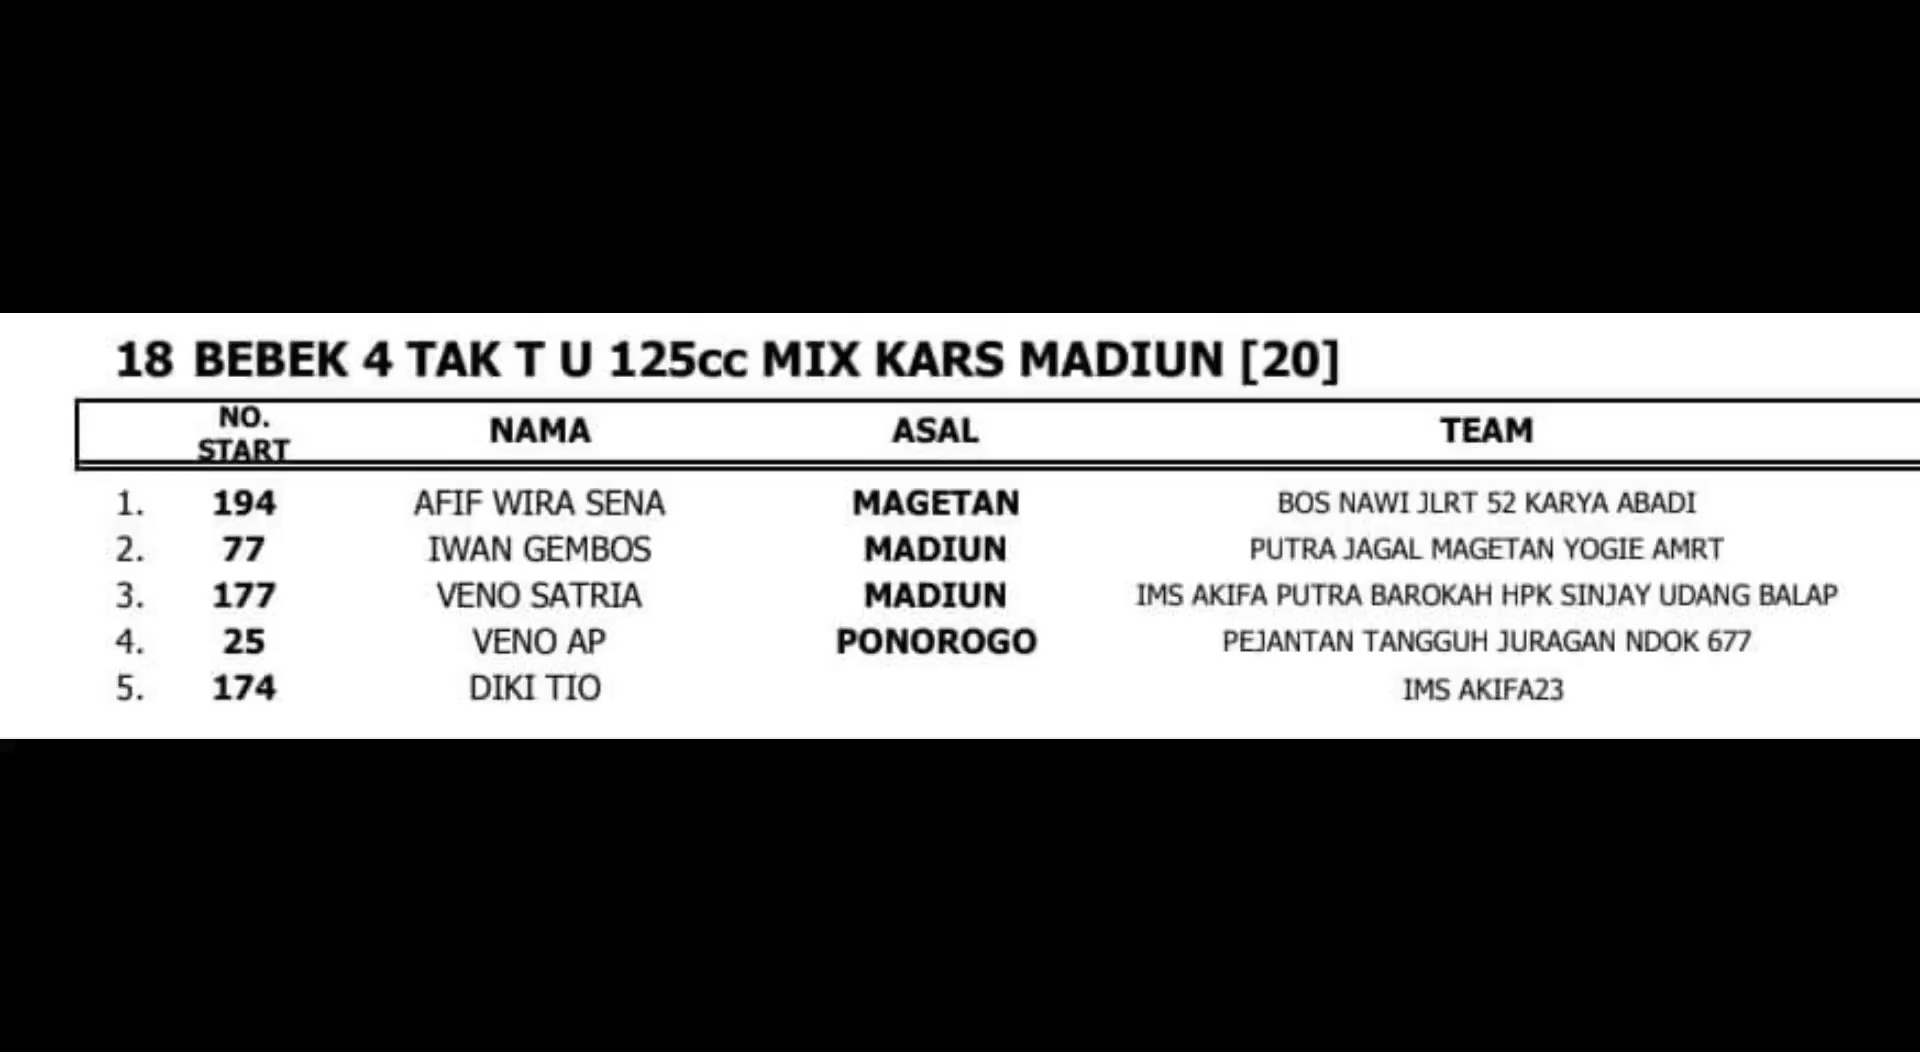 18 BEBEK 4 TAK T U 125cc MIX KARS MADIUN [20]
NO. START NAMA ASAL TEAM
1. 194 AFIF WIRA SENA MAGETAN BOS NAWI JLRT 52 KARYA ABADI
2. 77 IWAN GEMBOS MADIUN PUTRA JAGAL MAGETAN YOGIE AMRT
3. 177 VENO SATRIA MADIUN IMS AKIFA PUTRA BAROKAH HPK SINJAY UDANG BALAP
4. 25 VENO AP PONOROGO PEJANTAN TANGGUH JURAGAN NDOK 677
5. 174 DIKI TIO IMS AKIFA23